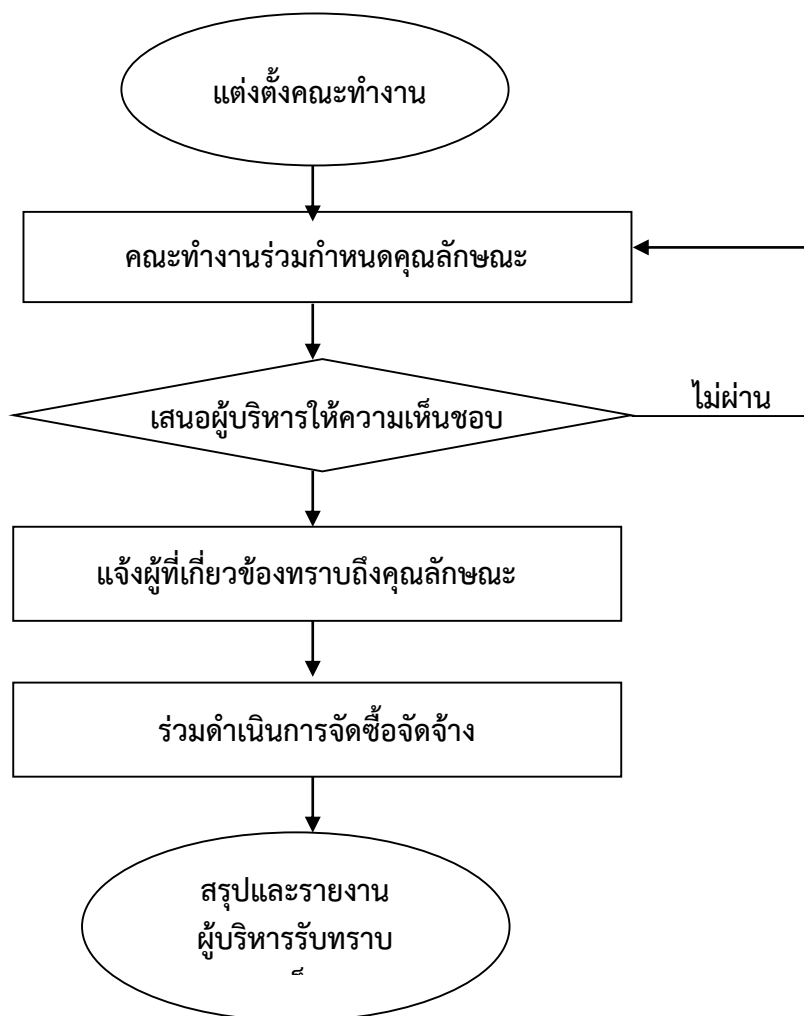 แต่งตั้งคณะทำงาน
คณะทำงานร่วมกำหนดคุณลักษณะ
เสนอผู้บริหารให้ความเห็นชอบ
ไม่ผ่าน
แจ้งผู้ที่เกี่ยวข้องทราบถึงคุณลักษณะ
ร่วมดำเนินการจัดซื้อจัดจ้าง
สรุปและรายงาน
ผู้บริหารรับทราบ